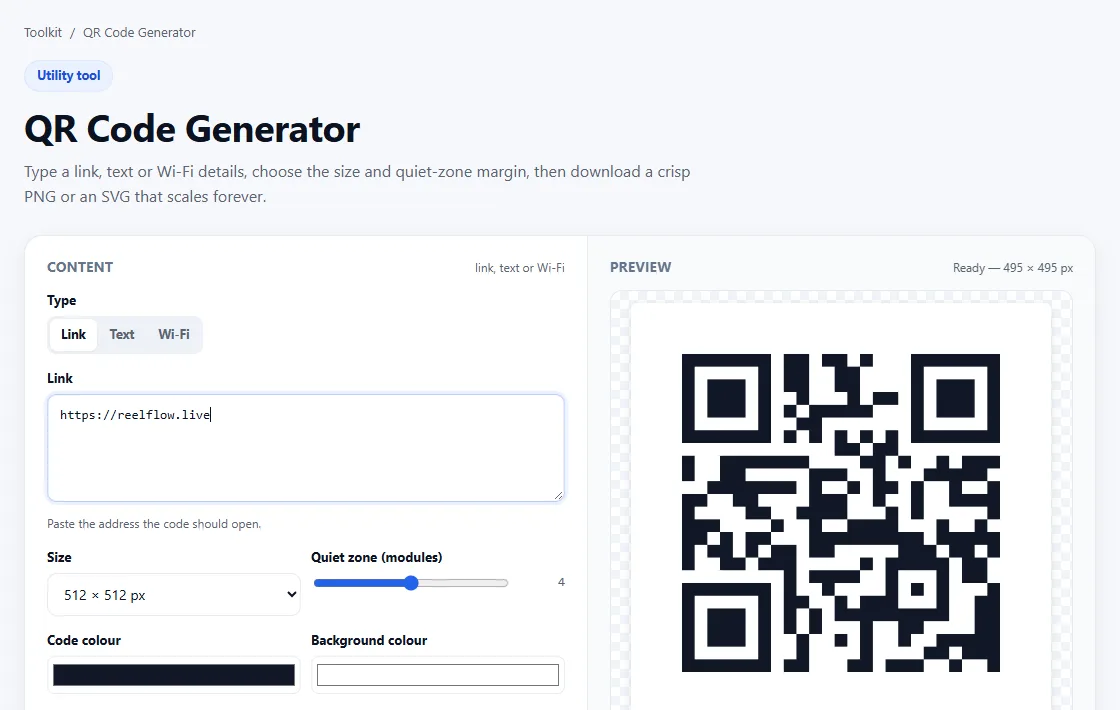 Toolkit / QR Code Generator
Utility tool
QR Code Generator
Type a link, text or Wi-Fi details, choose the size and quiet-zone margin, then download a crisp
PNG or an SVG that scales forever.
CONTENT
link, text or Wi-Fi
Type
Link Text Wi-Fi
Link
https://reelflow.live
Paste the address the code should open.
Size
Quiet zone (modules)
512 × 512 px
4
Code colour
Background colour
PREVIEW
Ready — 495 × 495 px